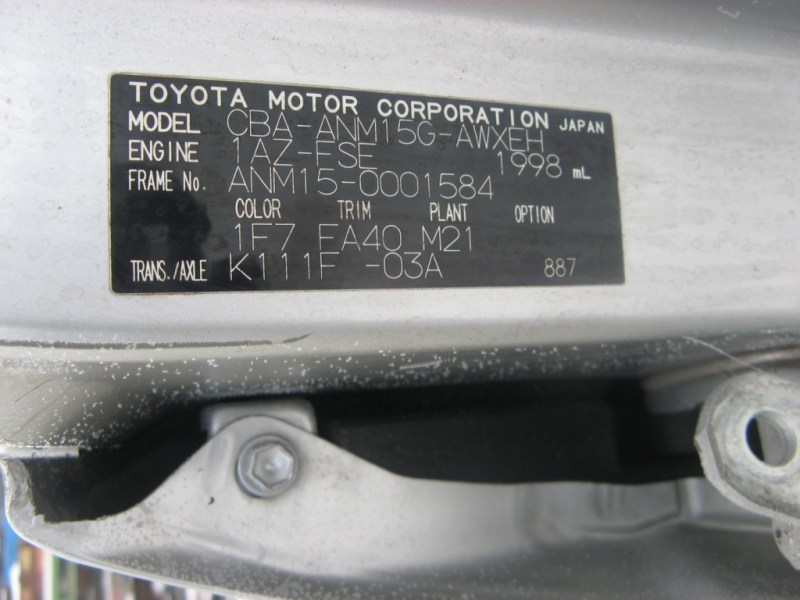 TOYOTA MOTOR CORPORATION JAPAN
MODEL CBA-ANM15G-AWXEH
ENGINE 1AZ-FSE 1998 mL
FRAME No. ANM15-0001584
COLOR TRIM PLANT OPTION
1F7 FA40 M21
TRANS./AXLE K111F -03A 887